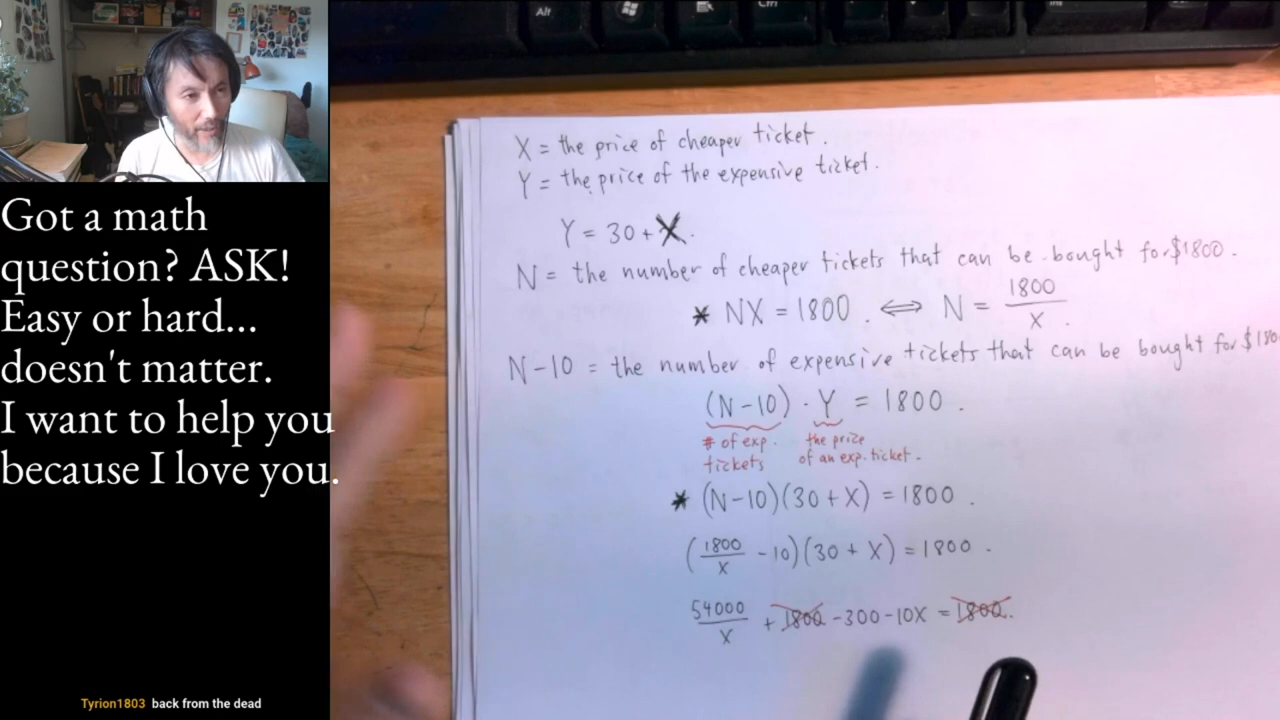 Got a math
question? ASK!
Easy or hard...
doesn't matter.
I want to help you
because I love you.
Tyrion1803 back from the dead
Alt
Ctrl
X = the price of cheaper ticket.
Y = the price of the expensive ticket.
Y = 30 + X.
N = the number of cheaper tickets that can be bought for $1800.
* NX = 1800. ⟺ N = 1800/X.
N-10 = the number of expensive tickets that can be bought for $180
(N-10) · Y = 1800.
# of exp. tickets
the price of an exp. ticket.
* (N-10)(30 + X) = 1800.
(1800/X - 10)(30 + X) = 1800.
54000/X + 1800 - 300 - 10X = 1800.